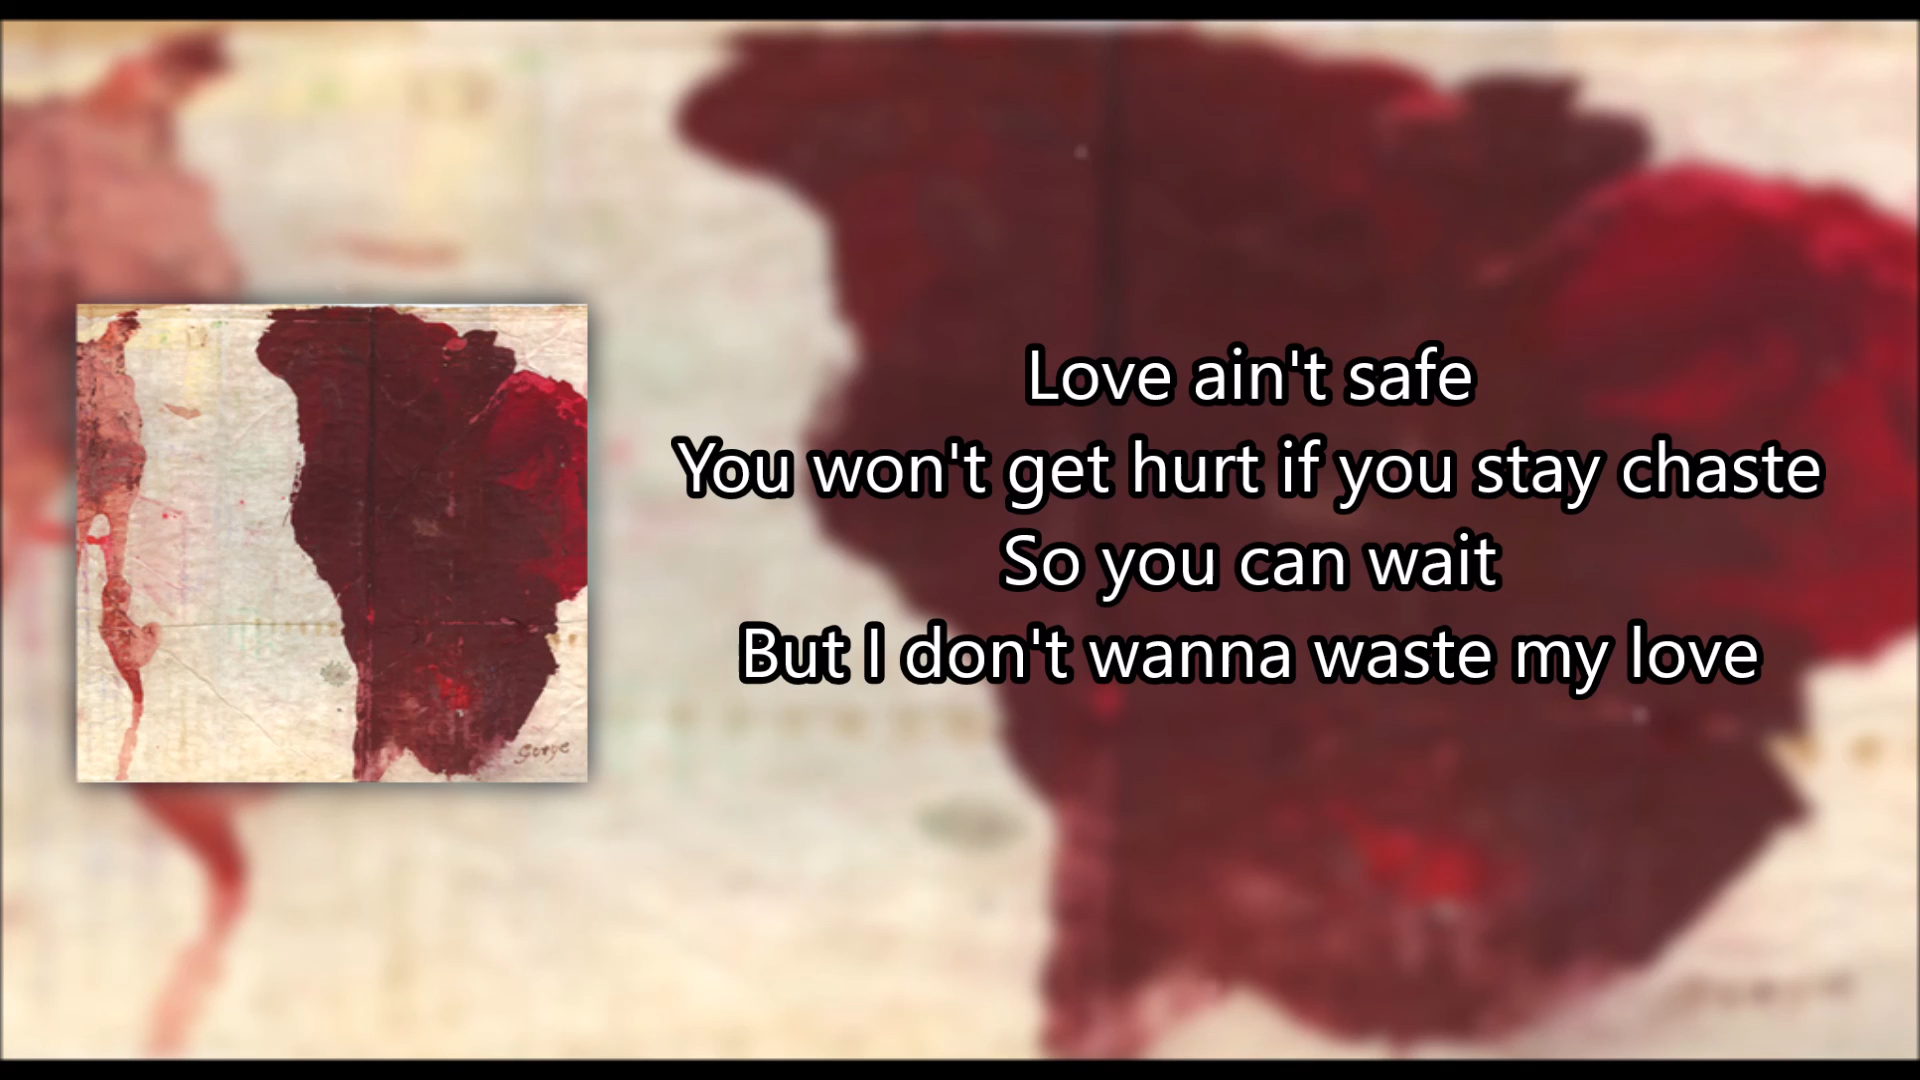 Love ain't safe
You won't get hurt if you stay chaste
So you can wait
But I don't wanna waste my love